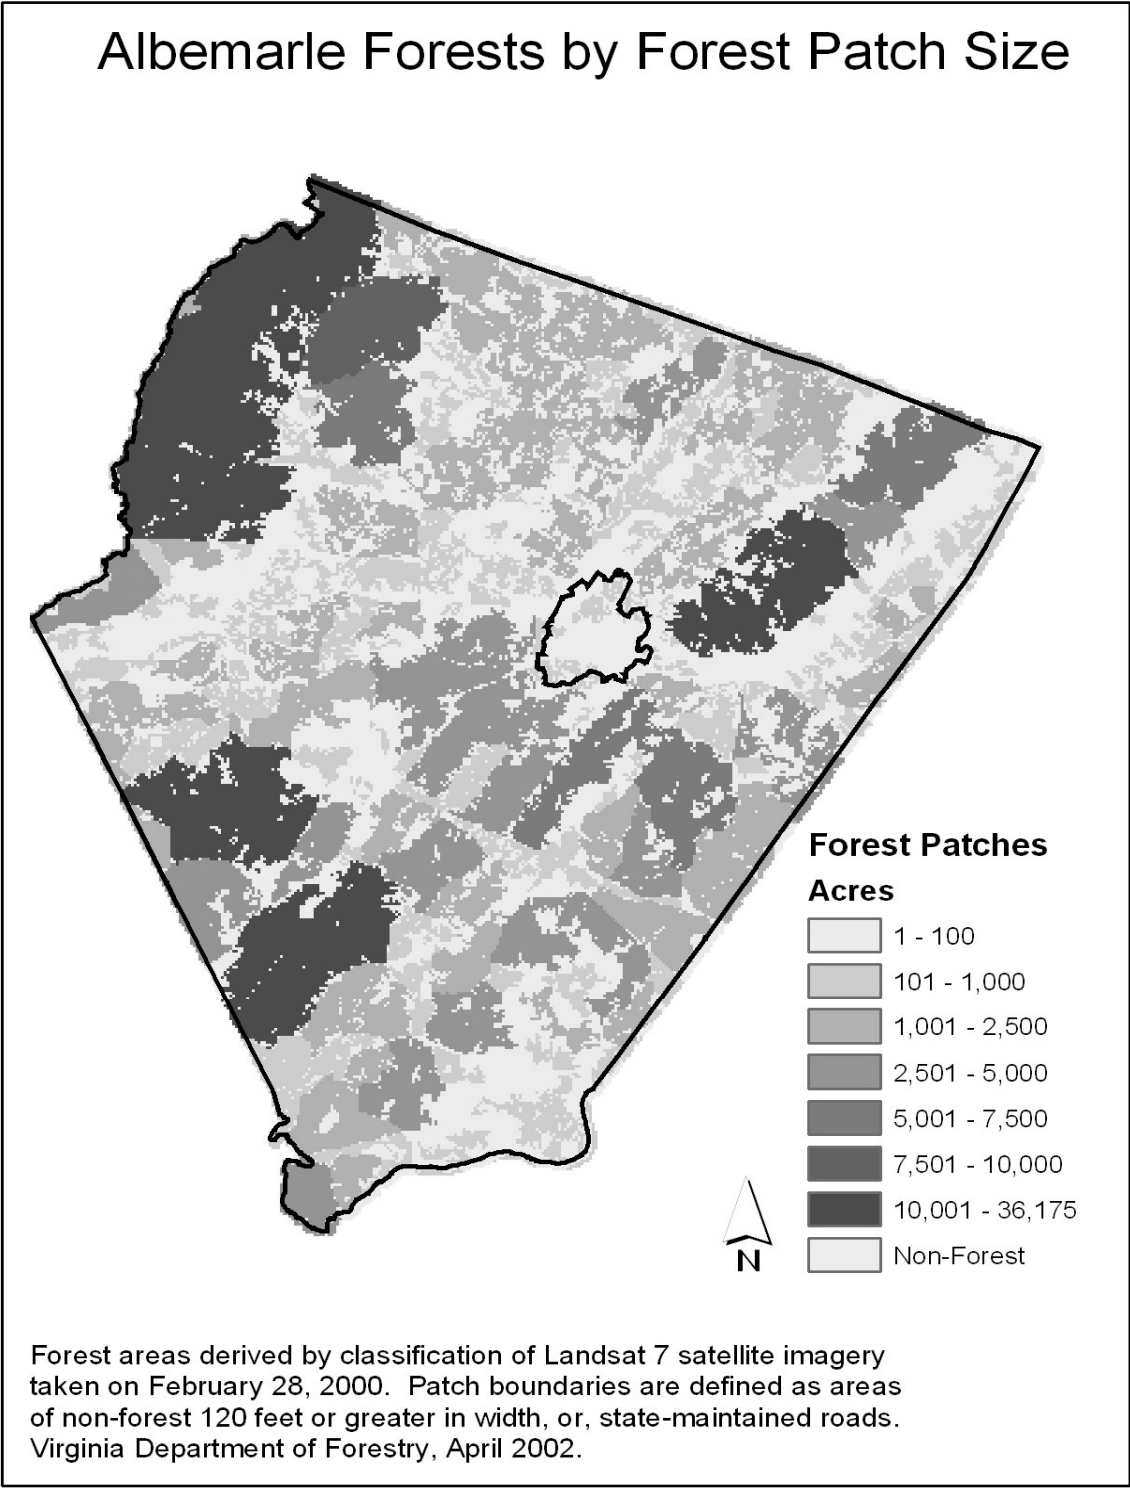 Albemarle Forests by Forest Patch Size
Forest Patches
Acres
1 - 100
101 - 1,000
1,001 - 2,500
2,501 - 5,000
5,001 - 7,500
7,501 - 10,000
10,001 - 36,175
Non-Forest
N
Forest areas derived by classification of Landsat 7 satellite imagery
taken on February 28, 2000.  Patch boundaries are defined as areas
of non-forest 120 feet or greater in width, or, state-maintained roads.
Virginia Department of Forestry, April 2002.